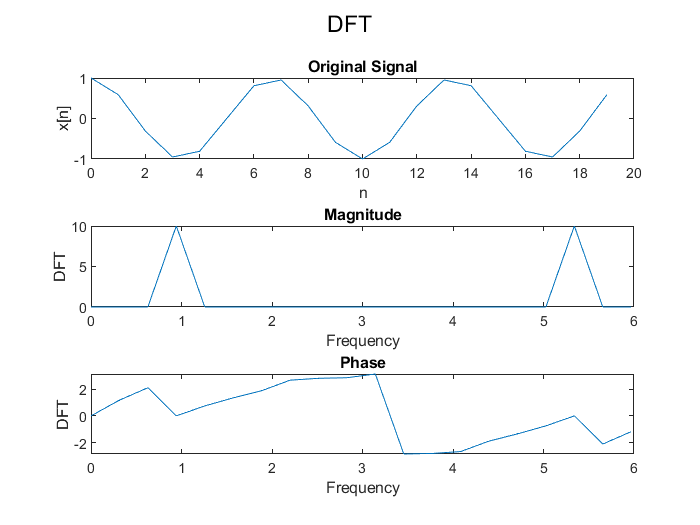 DFT
Original Signal
1
0
-1
x[n]
0 2 4 6 8 10 12 14 16 18 20
n
Magnitude
10
5
0
DFT
0 1 2 3 4 5 6
Frequency
Phase
2
0
-2
DFT
0 1 2 3 4 5 6
Frequency